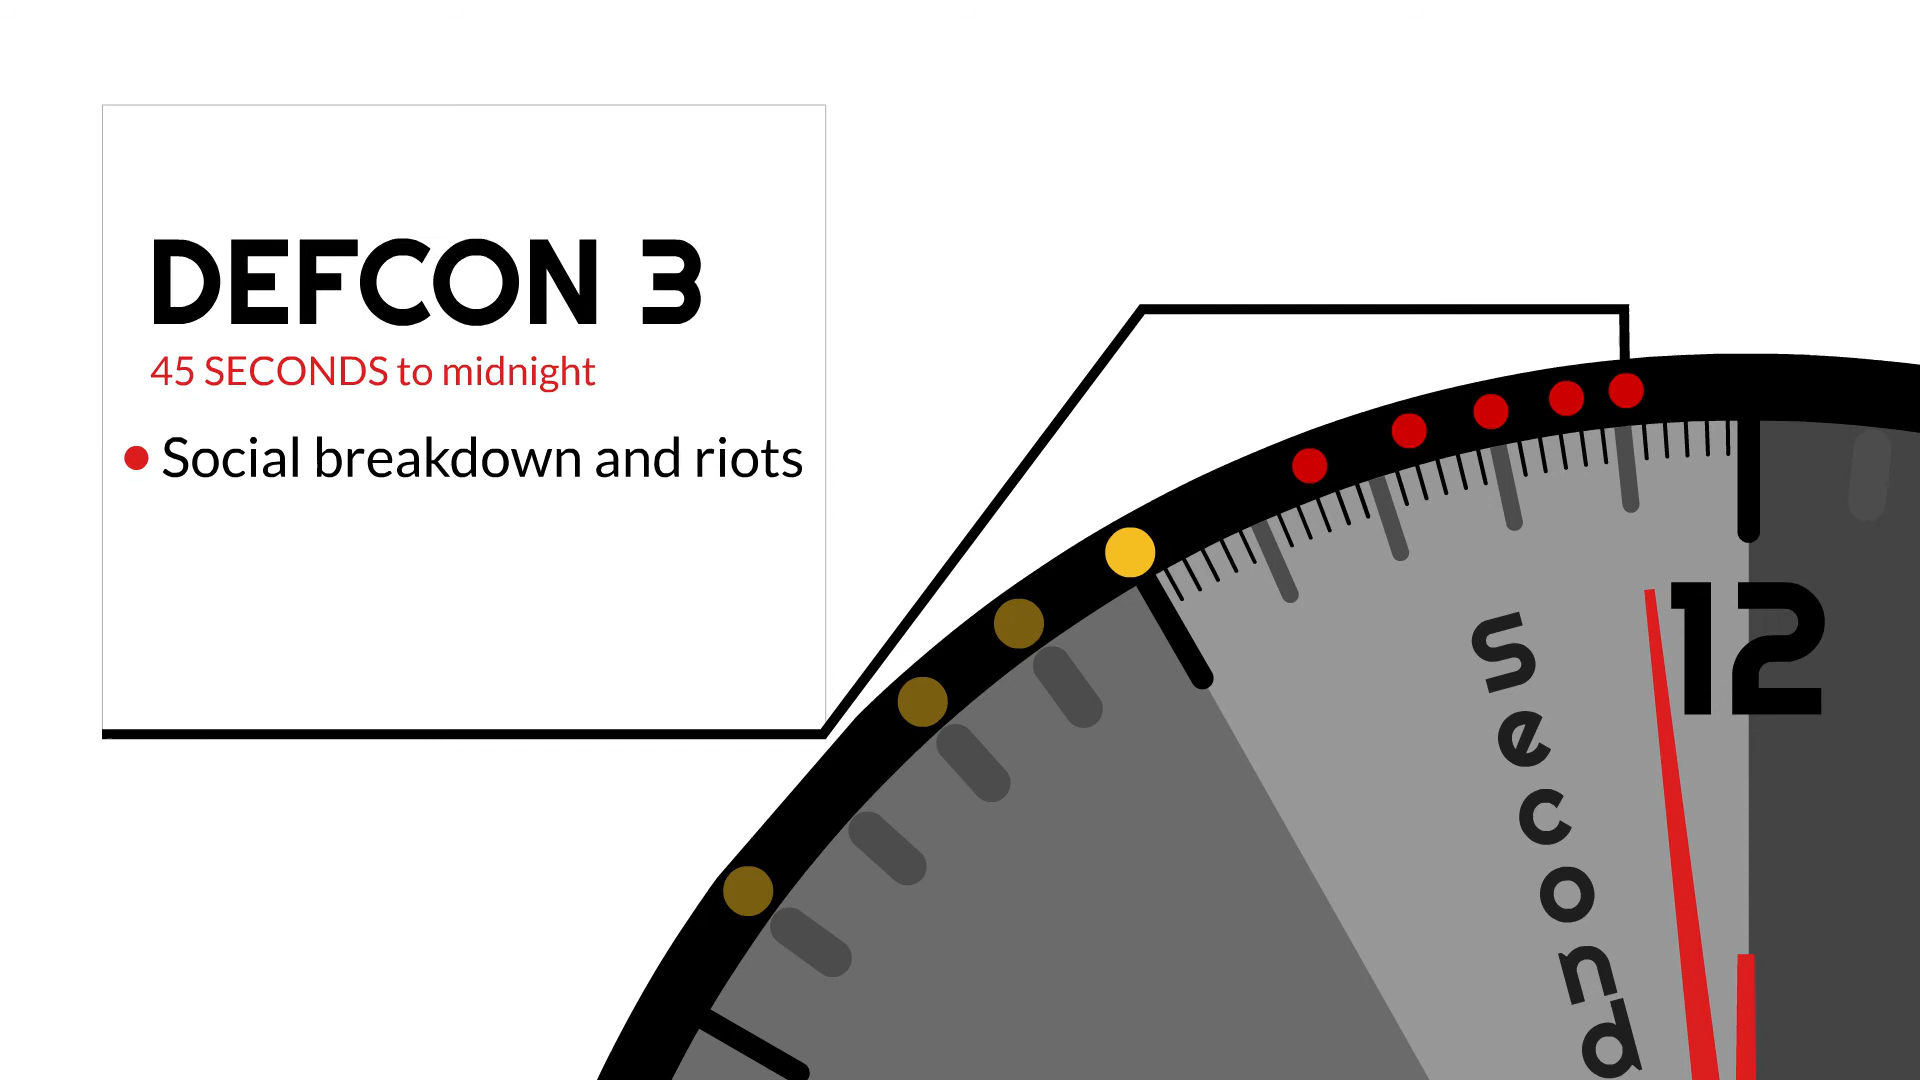 DEFCON 3
45 SECONDS to midnight
Social breakdown and riots
12
Second